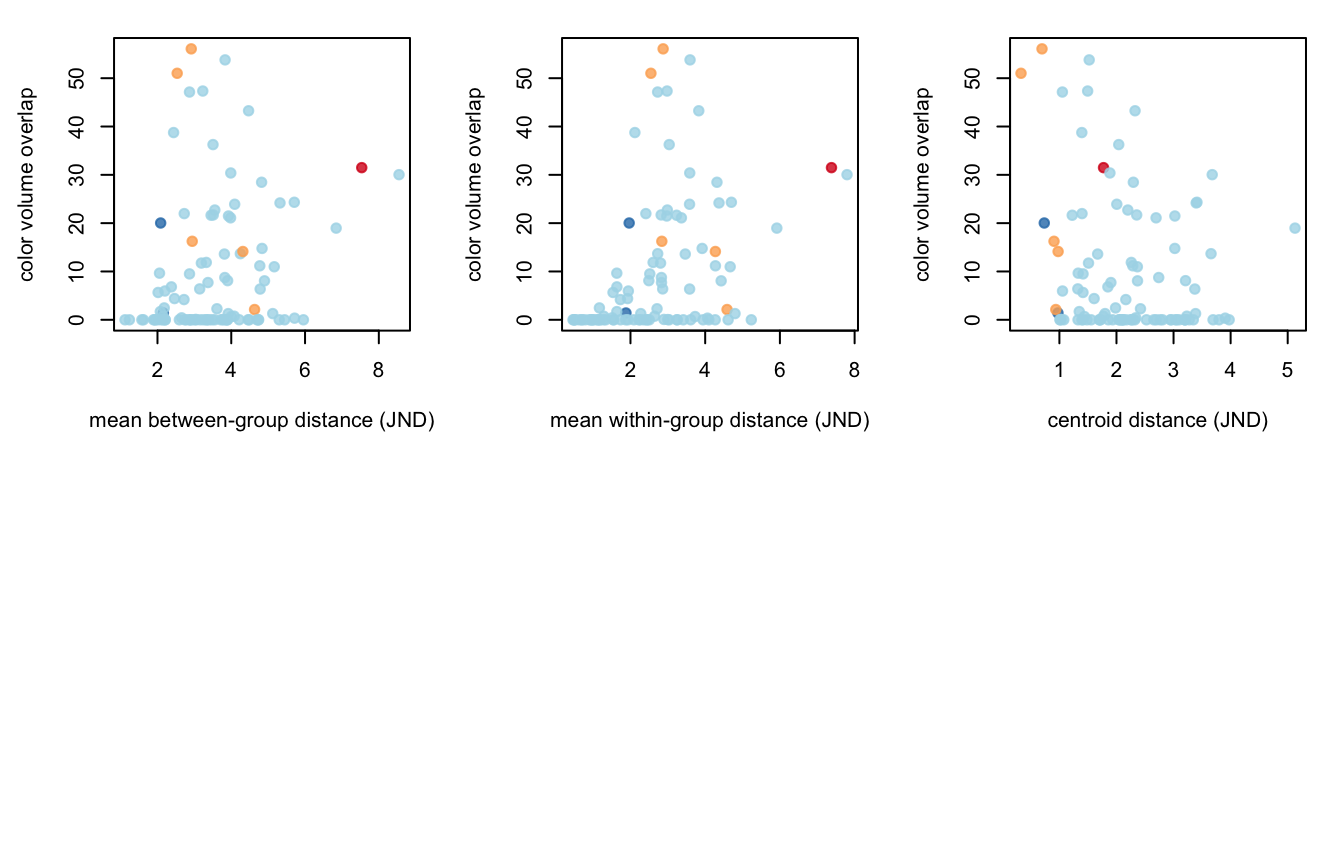 color volume overlap
50
40
30
20
10
0
2 4 6 8
mean between-group distance (JND)
color volume overlap
50
40
30
20
10
0
2 4 6 8
mean within-group distance (JND)
color volume overlap
50
40
30
20
10
0
1 2 3 4 5
centroid distance (JND)